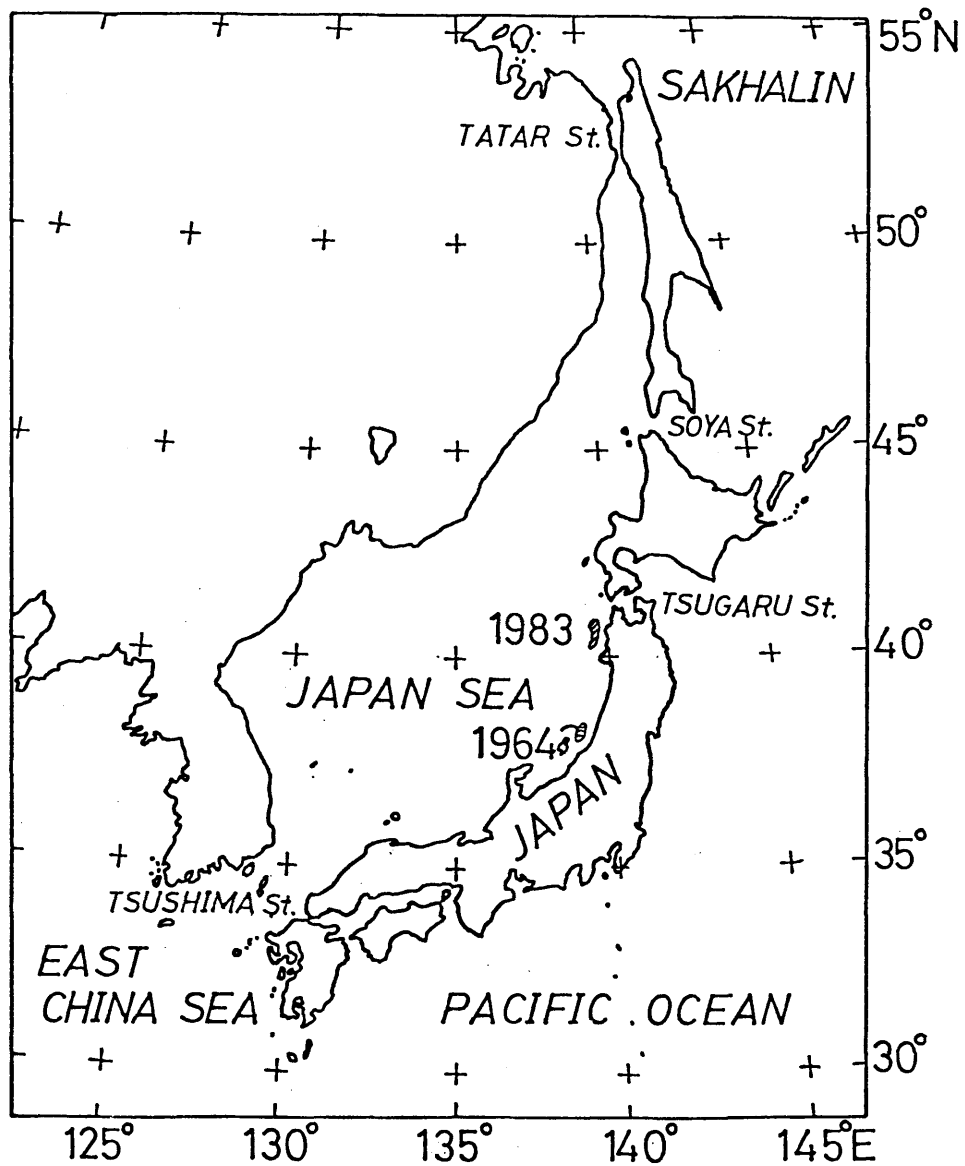 55°N
SAKHALIN
TATAR St.
50°
SOYA St.
45°
TSUGARU St.
1983
40°
JAPAN SEA
1964
JAPAN
35°
TSUSHIMA St.
EAST
CHINA SEA
PACIFIC OCEAN
30°
125° 130° 135° 140° 145°E